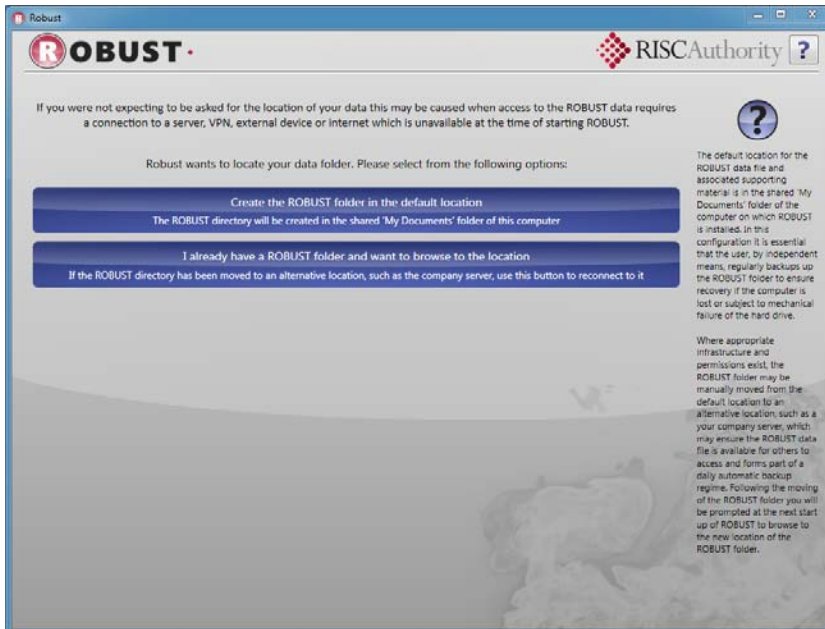 Robust
ROBUST
RISCAuthority
?
If you were not expecting to be asked for the location of your data this may be caused when access to the ROBUST data requires
a connection to a server, VPN, external device or internet which is unavailable at the time of starting ROBUST.
Robust wants to locate your data folder. Please select from the following options:
Create the ROBUST folder in the default location
The ROBUST directory will be created in the shared 'My Documents' folder of this computer
I already have a ROBUST folder and want to browse to the location
If the ROBUST directory has been moved to an alternative location, such as the company server, use this button to reconnect to it
?
The default location for the
ROBUST data file and
associated supporting
material is in the shared 'My
Documents' folder of the
computer on which ROBUST
is installed. In this
configuration it is essential
that the user, by independent
means, regularly backups up
the ROBUST folder to ensure
recovery if the computer is
lost or subject to mechanical
failure of the hard drive.
Where appropriate
infrastructure and
permissions exist, the
ROBUST folder may be
manually moved from the
default location to an
alternative location, such as a
your company server, which
may ensure the ROBUST data
file is available for others to
access and forms part of a
daily automatic backup
regime. Following the moving
of the ROBUST folder you will
be prompted at the next start
up of ROBUST to browse to
the new location of the
ROBUST folder.